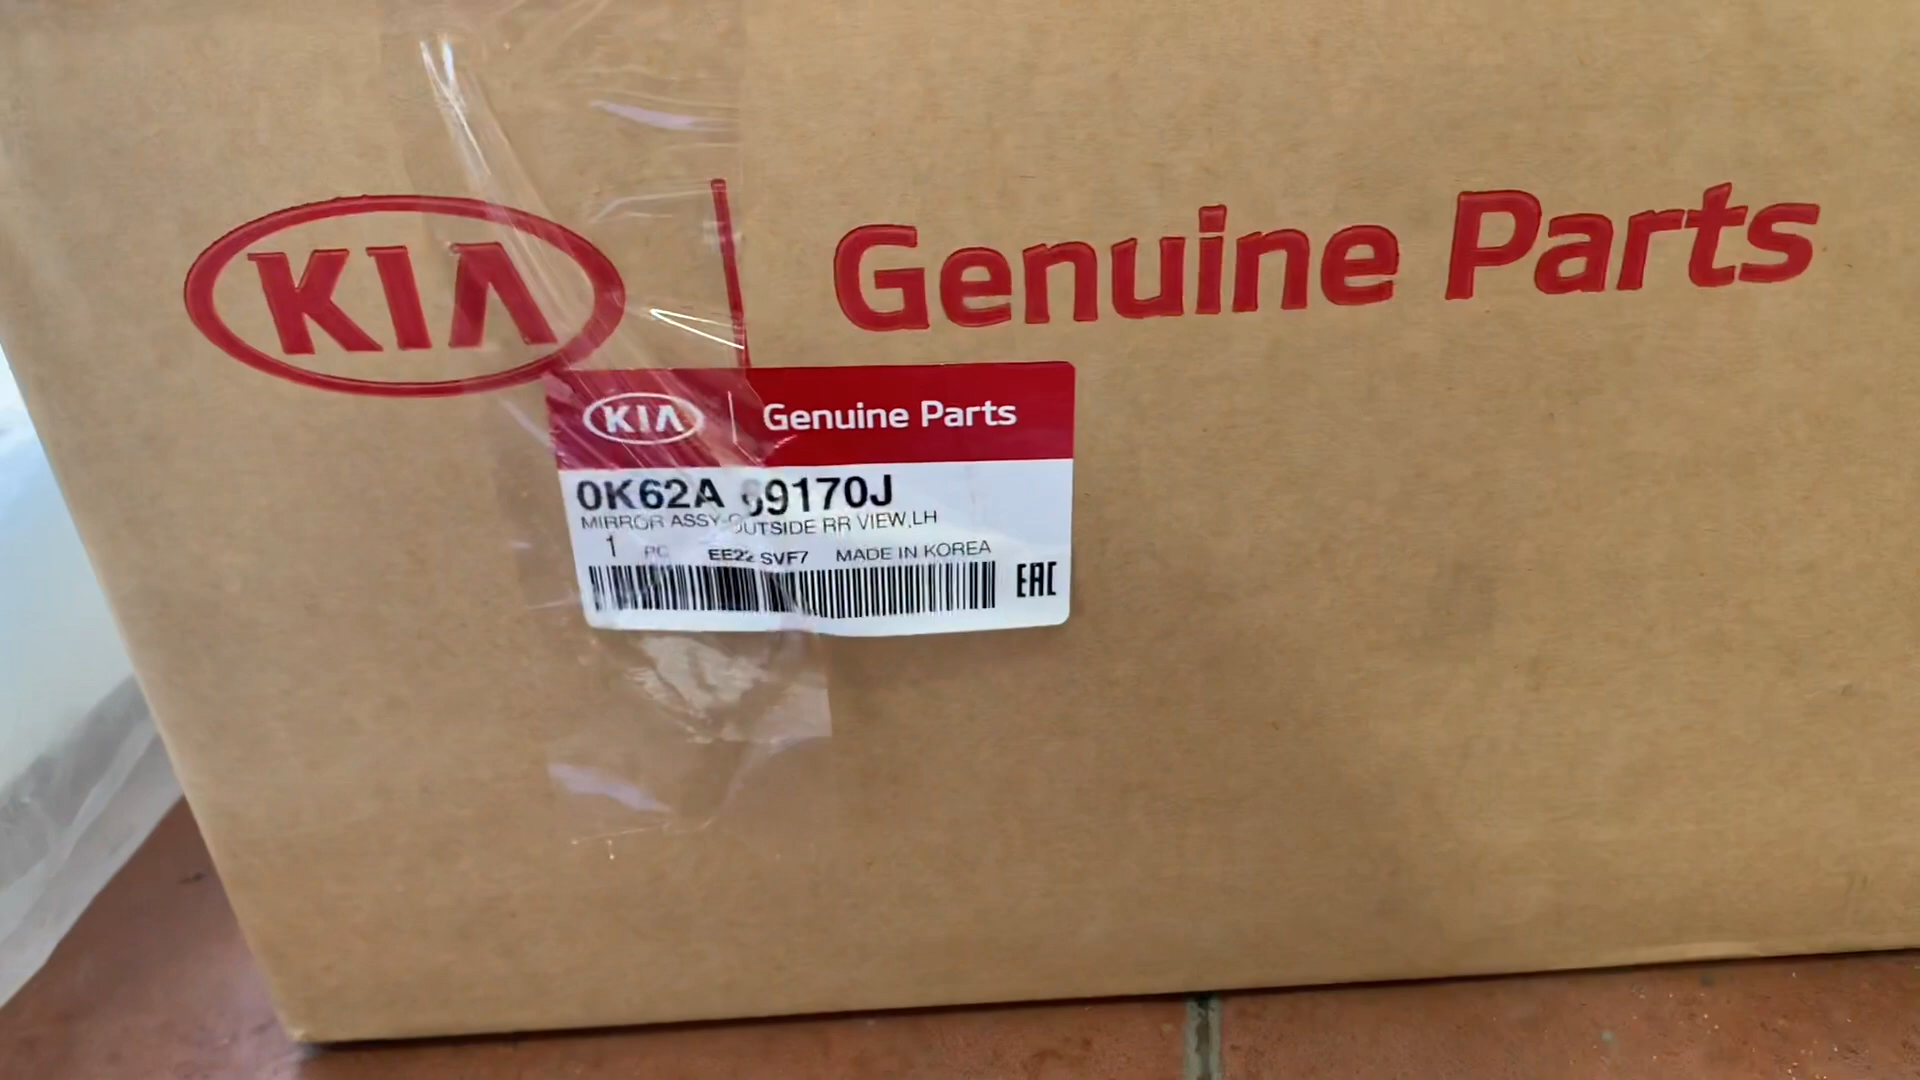 KIA Genuine Parts
KIA Genuine Parts
0K62A 69170J
MIRROR ASSY-OUTSIDE RR VIEW,LH
1 PC EE22 SVF7 MADE IN KOREA
EAC